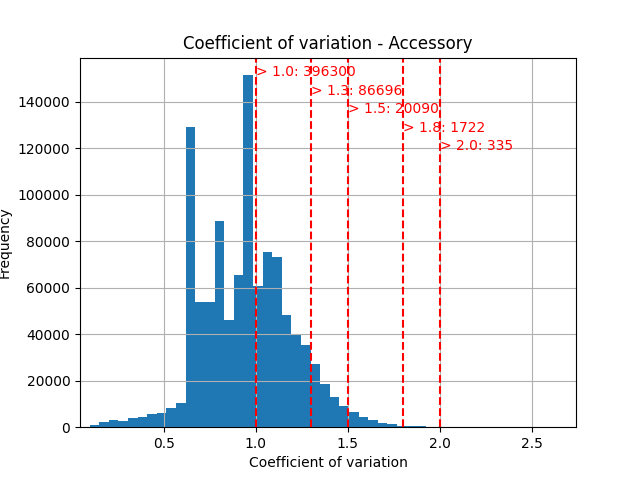 Coefficient of variation - Accessory
> 1.0: 396300
> 1.3: 86696
> 1.5: 20090
> 1.8: 1722
> 2.0: 335
Frequency
140000
120000
100000
80000
60000
40000
20000
0
0.5 1.0 1.5 2.0 2.5
Coefficient of variation